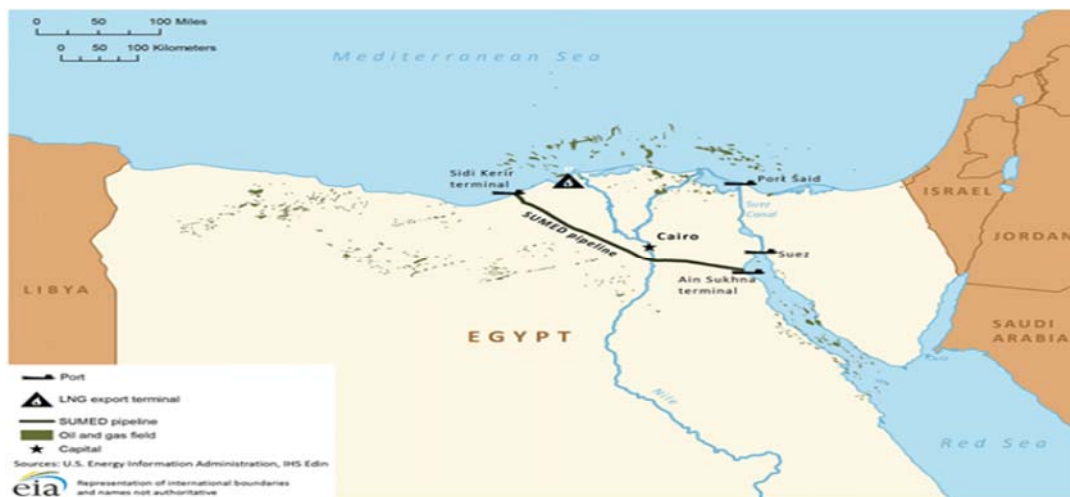 0 50 100 Miles
0 50 100 Kilometers
Mediterranean Sea
Sidi Kerir
terminal
Port Said
Suez
Canal
ISRAEL
SUMED pipeline
Cairo
JORDAN
Suez
Ain Sukhna
terminal
LIBYA
EGYPT
SAUDI
ARABIA
Nile
Red Sea
Port
LNG export terminal
SUMED pipeline
Oil and gas field
Capital
Sources: U.S. Energy Information Administration, IHS Edin
eia
Representation of international boundaries
and names not authoritative